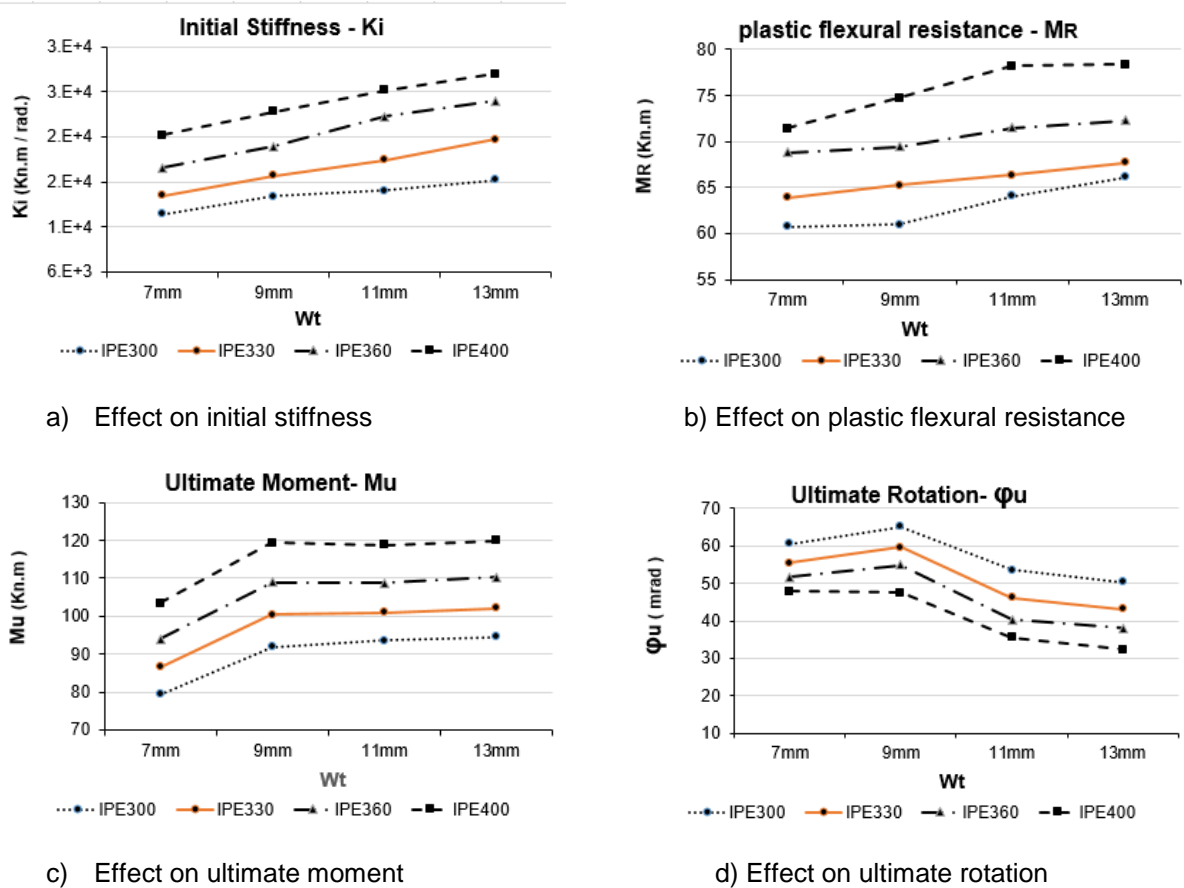 Initial Stiffness - Ki
3.E+4
3.E+4
2.E+4
2.E+4
1.E+4
6.E+3
Ki (Kn.m / rad.)
7mm 9mm 11mm 13mm
Wt
IPE300 IPE330 IPE360 IPE400
a) Effect on initial stiffness
plastic flexural resistance - MR
80
75
70
65
60
55
MR (Kn.m )
7mm 9mm 11mm 13mm
Wt
IPE300 IPE330 IPE360 IPE400
b) Effect on plastic flexural resistance
Ultimate Moment- Mu
130
120
110
100
90
80
70
Mu (Kn.m)
7mm 9mm 11mm 13mm
Wt
IPE300 IPE330 IPE360 IPE400
c) Effect on ultimate moment
Ultimate Rotation- φu
70
60
50
40
30
20
10
φu ( mrad )
7mm 9mm 11mm 13mm
Wt
IPE300 IPE330 IPE360 IPE400
d) Effect on ultimate rotation